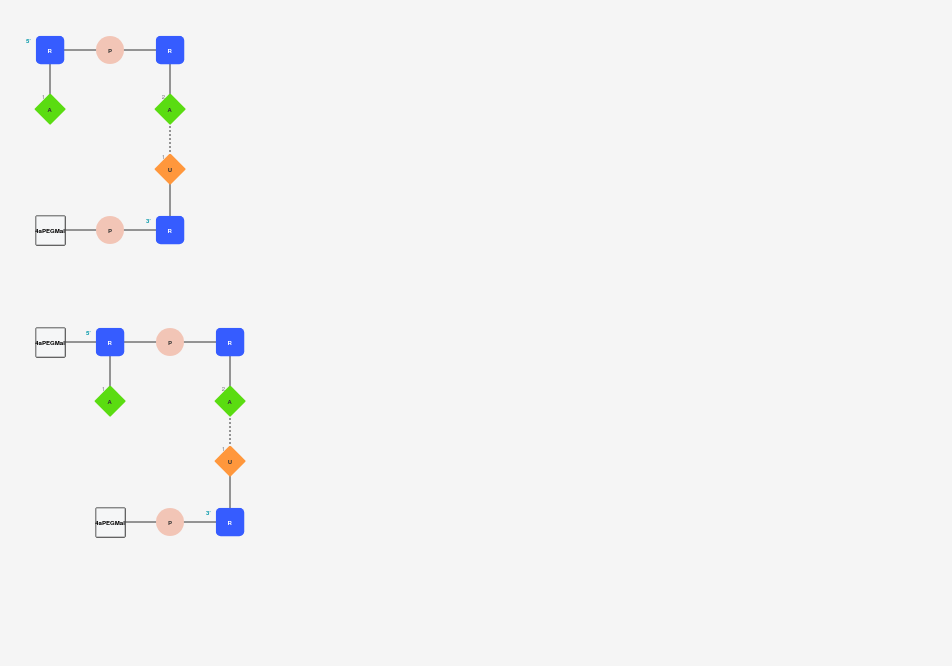 5'
R P R
1 2
A A
1
U
3'
4aPEGMal P R
5'
4aPEGMal R P R
1 2
A A
1
U
3'
4aPEGMal P R